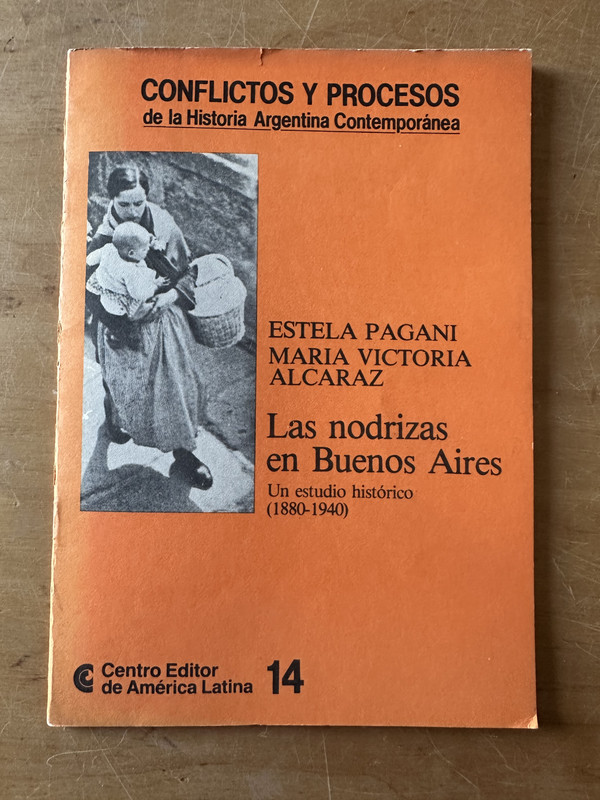 CONFLICTOS Y PROCESOS
de la Historia Argentina Contemporánea
ESTELA PAGANI
MARIA VICTORIA
ALCARAZ
Las nodrizas
en Buenos Aires
Un estudio histórico
(1880-1940)
Centro Editor
de América Latina
14